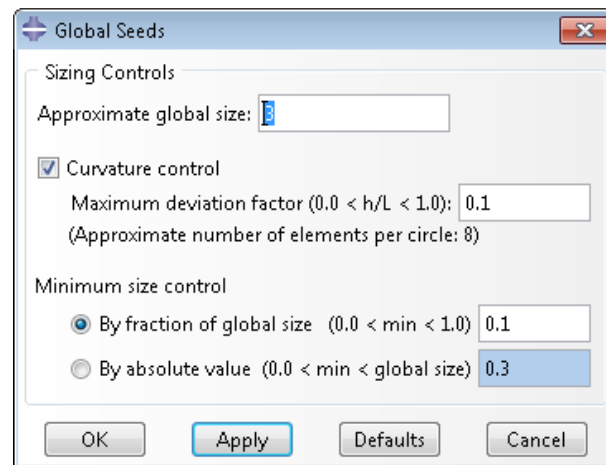 Global Seeds
Sizing Controls
Approximate global size: 3
Curvature control
Maximum deviation factor (0.0 < h/L < 1.0): 0.1
(Approximate number of elements per circle: 8)
Minimum size control
By fraction of global size (0.0 < min < 1.0) 0.1
By absolute value (0.0 < min < global size) 0.3
OK Apply Defaults Cancel